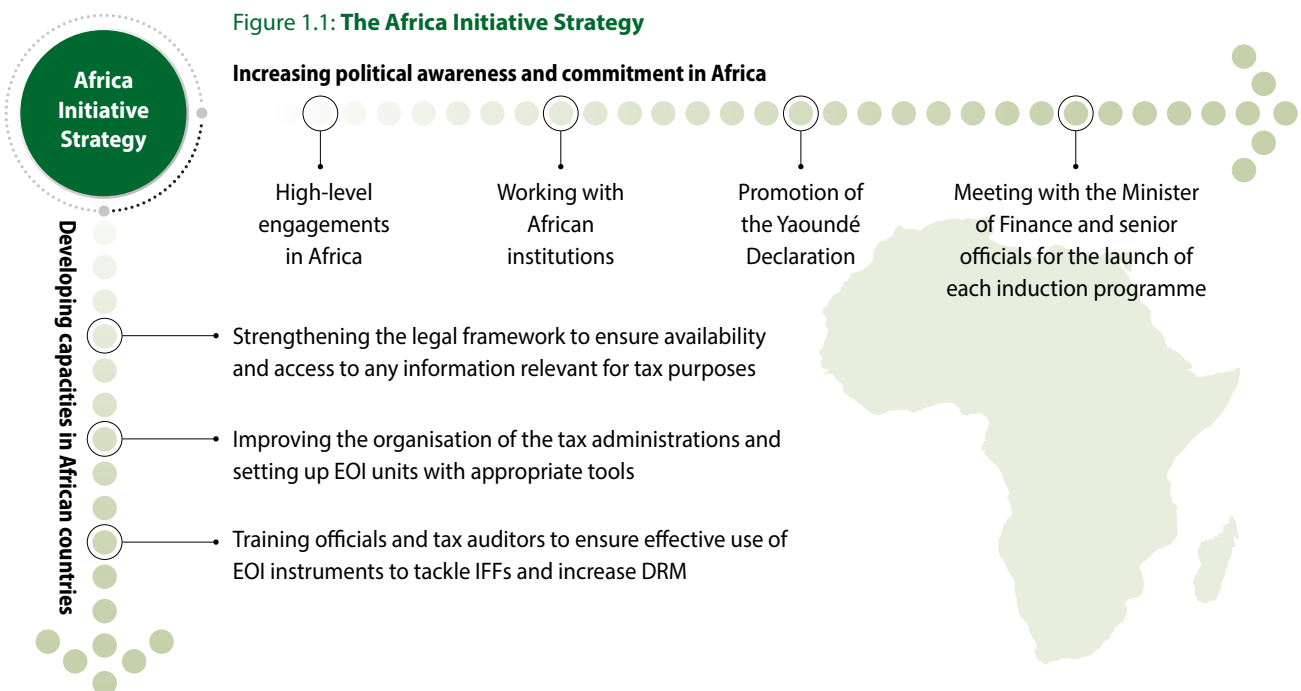 Figure 1.1: The Africa Initiative Strategy
Africa
Initiative
Strategy
Increasing political awareness and commitment in Africa
High-level
engagements
in Africa
Working with
African
institutions
Promotion of
the Yaoundé
Declaration
Meeting with the Minister
of Finance and senior
officials for the launch of
each induction programme
Developing capacities in African countries
Strengthening the legal framework to ensure availability
and access to any information relevant for tax purposes
Improving the organisation of the tax administrations and
setting up EOI units with appropriate tools
Training officials and tax auditors to ensure effective use of
EOI instruments to tackle IFFs and increase DRM